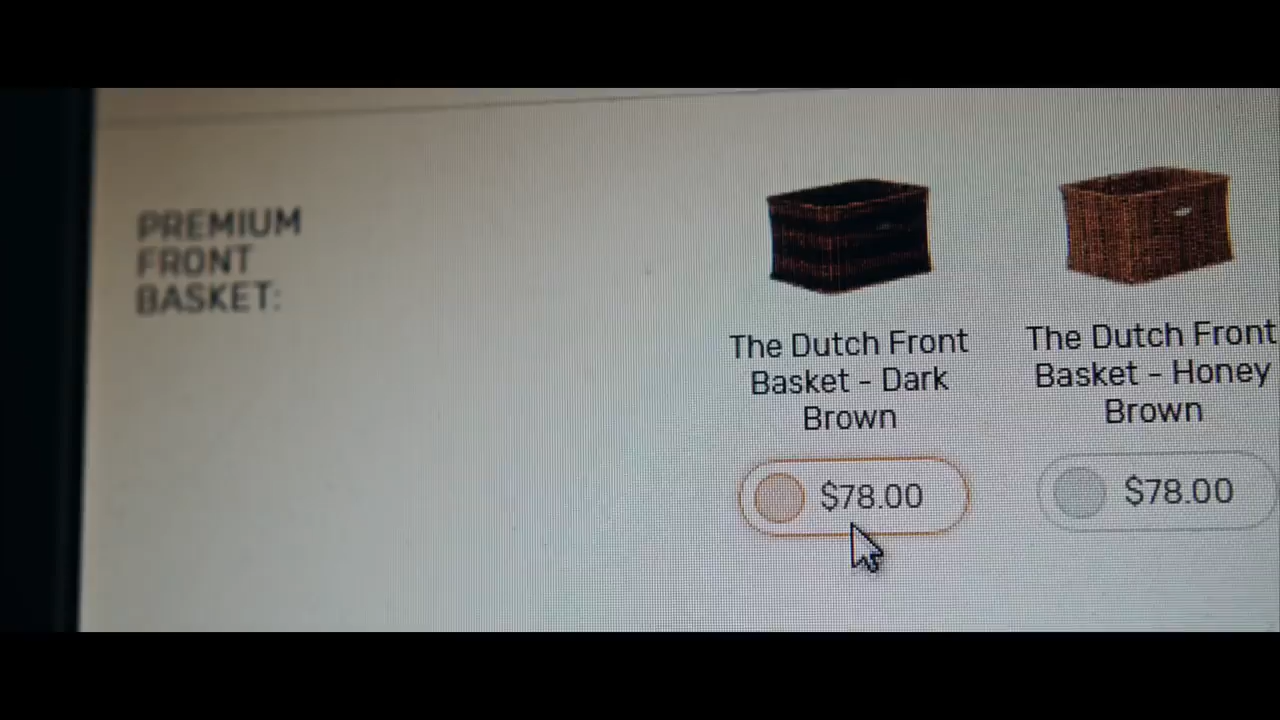 PREMIUM
FRONT
BASKET:
The Dutch Front
Basket - Dark
Brown
$78.00
The Dutch Front
Basket - Honey
Brown
$78.00